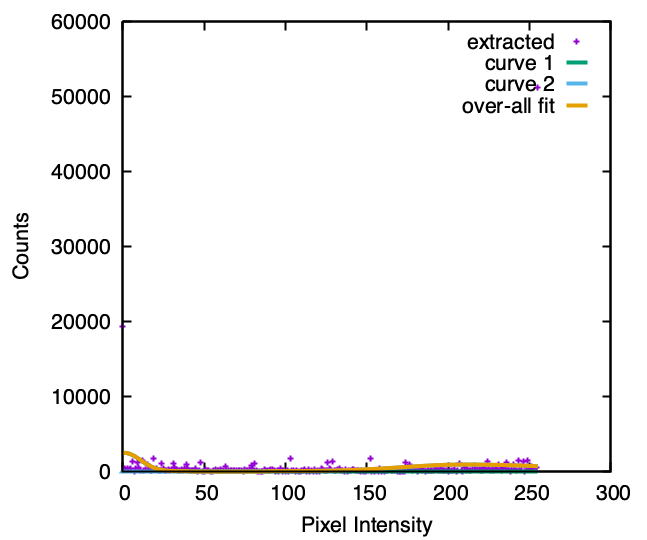 60000
50000
40000
30000
20000
10000
0
Counts
extracted
curve 1
curve 2
over-all fit
0 50 100 150 200 250 300
Pixel Intensity